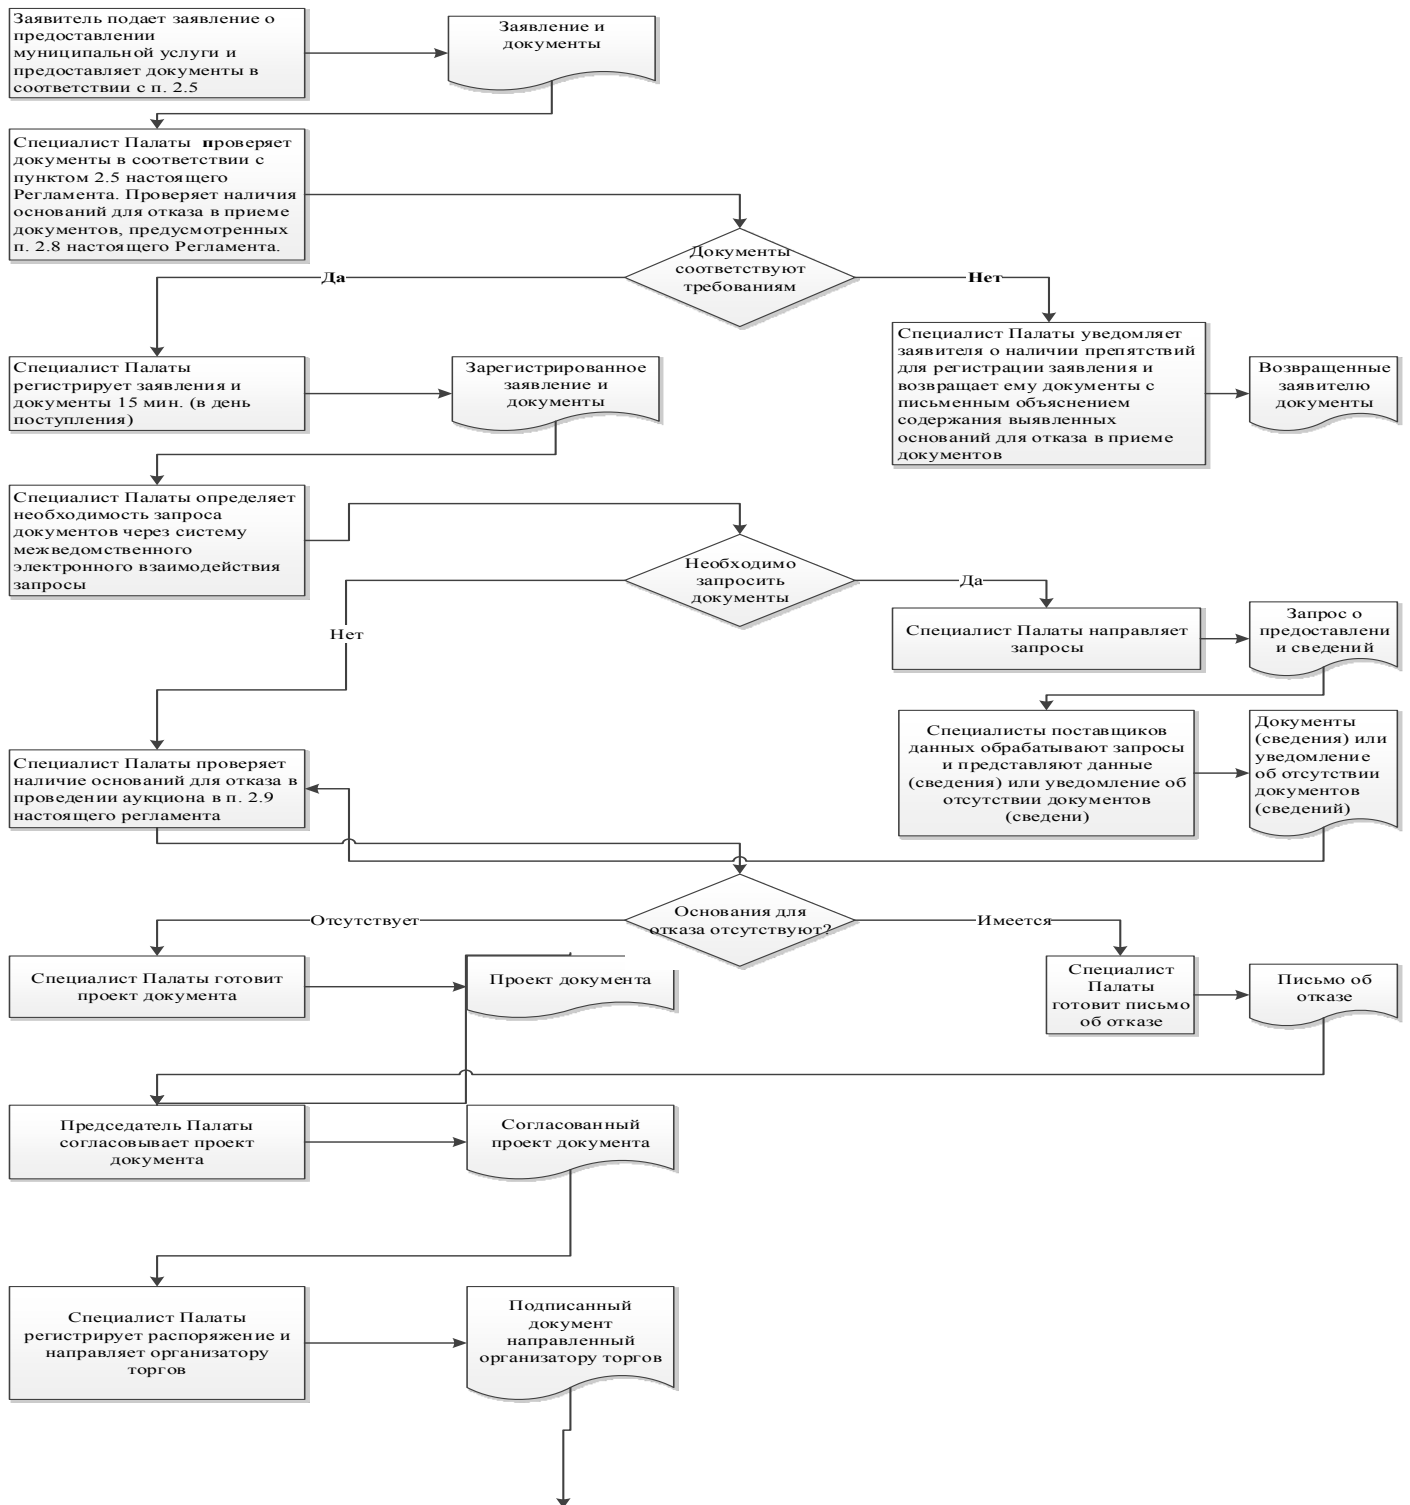 Заявитель подает заявление о
предоставлении
муниципальной услуги и
предоставляет документы в
соответствии с п. 2.5
Заявление и
документы
Специалист Палаты проверяет
документы в соответствии с
пунктом 2.5 настоящего
Регламента. Проверяет наличия
оснований для отказа в приеме
документов, предусмотренных
п. 2.8 настоящего Регламента.
Документы
соответствуют
требованиям
Да
Нет
Специалист Палаты
регистрирует заявления и
документы 15 мин. (в день
поступления)
Зарегистрированное
заявление и
документы
Специалист Палаты уведомляет
заявителя о наличии препятствий
для регистрации заявления и
возвращает ему документы с
письменным объяснением
содержания выявленных
оснований для отказа в приеме
документов
Возвращенные
заявителю
документы
Специалист Палаты определяет
необходимость запроса
документов через систему
межведомственного
электронного взаимодействия
запросы
Необходимо
запросить
документы
Да
Нет
Специалист Палаты направляет
запросы
Запрос о
предоставлени
и сведений
Специалисты поставщиков
данных обрабатывают запросы
и представляют данные
(сведения) или уведомление об
отсутствии документов
(сведени)
Документы
(сведения) или
уведомление
об отсутствии
документов
(сведений)
Специалист Палаты проверяет
наличие оснований для отказа в
проведении аукциона в п. 2.9
настоящего регламента
Основания для
отказа отсутствуют?
Отсутствует
Имеется
Специалист Палаты готовит
проект документа
Проект документа
Специалист
Палаты
готовит письмо
об отказе
Письмо об
отказе
Председатель Палаты
согласовывает проект
документа
Согласованный
проект документа
Специалист Палаты
регистрирует распоряжение и
направляет организатору
торгов
Подписанный
документ
направленный
организатору торгов